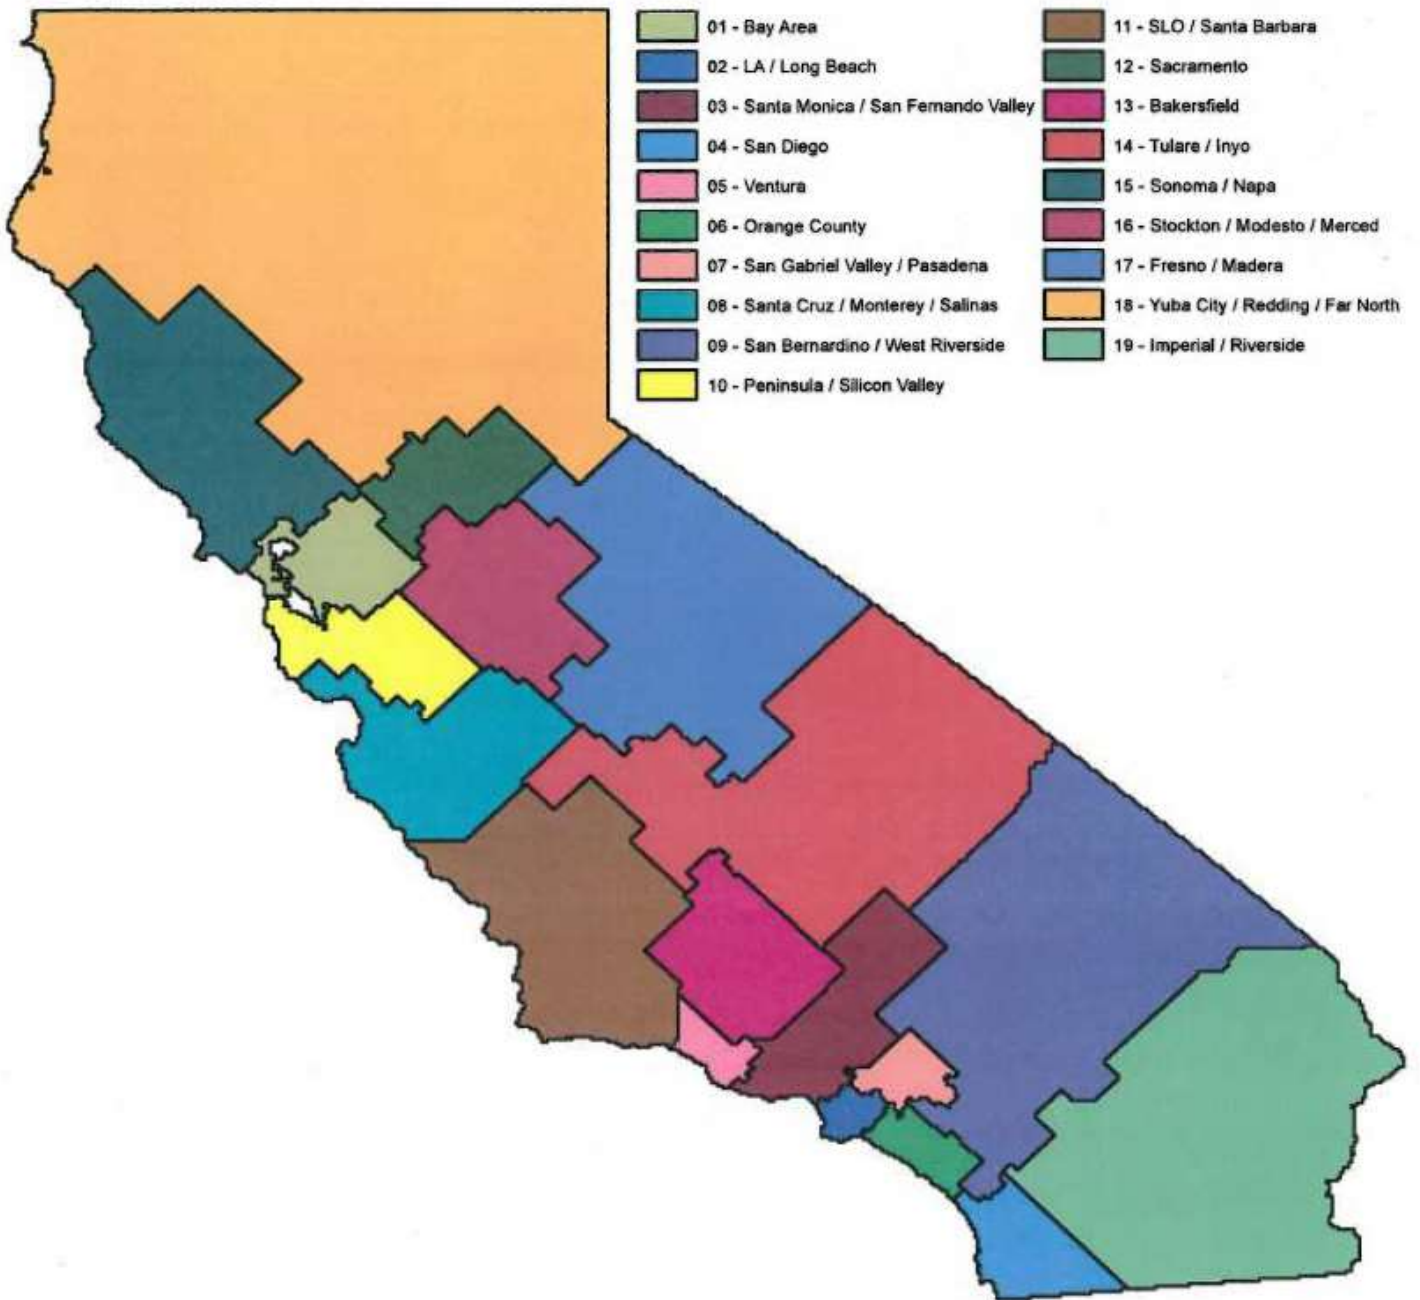 01 - Bay Area
02 - LA / Long Beach
03 - Santa Monica / San Fernando Valley
04 - San Diego
05 - Ventura
06 - Orange County
07 - San Gabriel Valley / Pasadena
08 - Santa Cruz / Monterey / Salinas
09 - San Bernardino / West Riverside
10 - Peninsula / Silicon Valley
11 - SLO / Santa Barbara
12 - Sacramento
13 - Bakersfield
14 - Tulare / Inyo
15 - Sonoma / Napa
16 - Stockton / Modesto / Merced
17 - Fresno / Madera
18 - Yuba City / Redding / Far North
19 - Imperial / Riverside